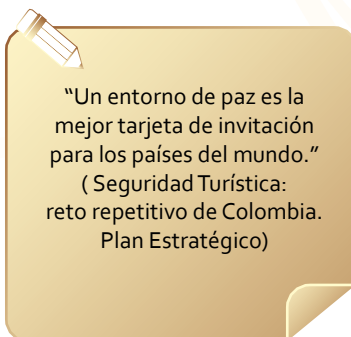 “Un entorno de paz es la
mejor tarjeta de invitación
para los países del mundo.”
( Seguridad Turística:
reto repetitivo de Colombia.
Plan Estratégico)